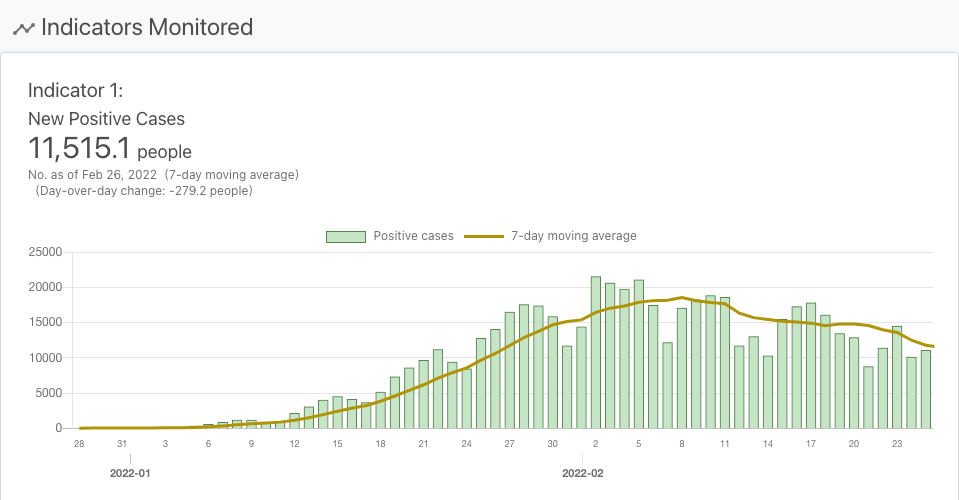 Indicators Monitored
Indicator 1:
New Positive Cases
11,515.1 people
No. as of Feb 26, 2022 (7-day moving average)
(Day-over-day change: -279.2 people)
Positive cases 7-day moving average
25000
20000
15000
10000
5000
0
28 31 3 6 9 12 15 18 21 24 27 30 2 5 8 11 14 17 20 23
2022-01 2022-02